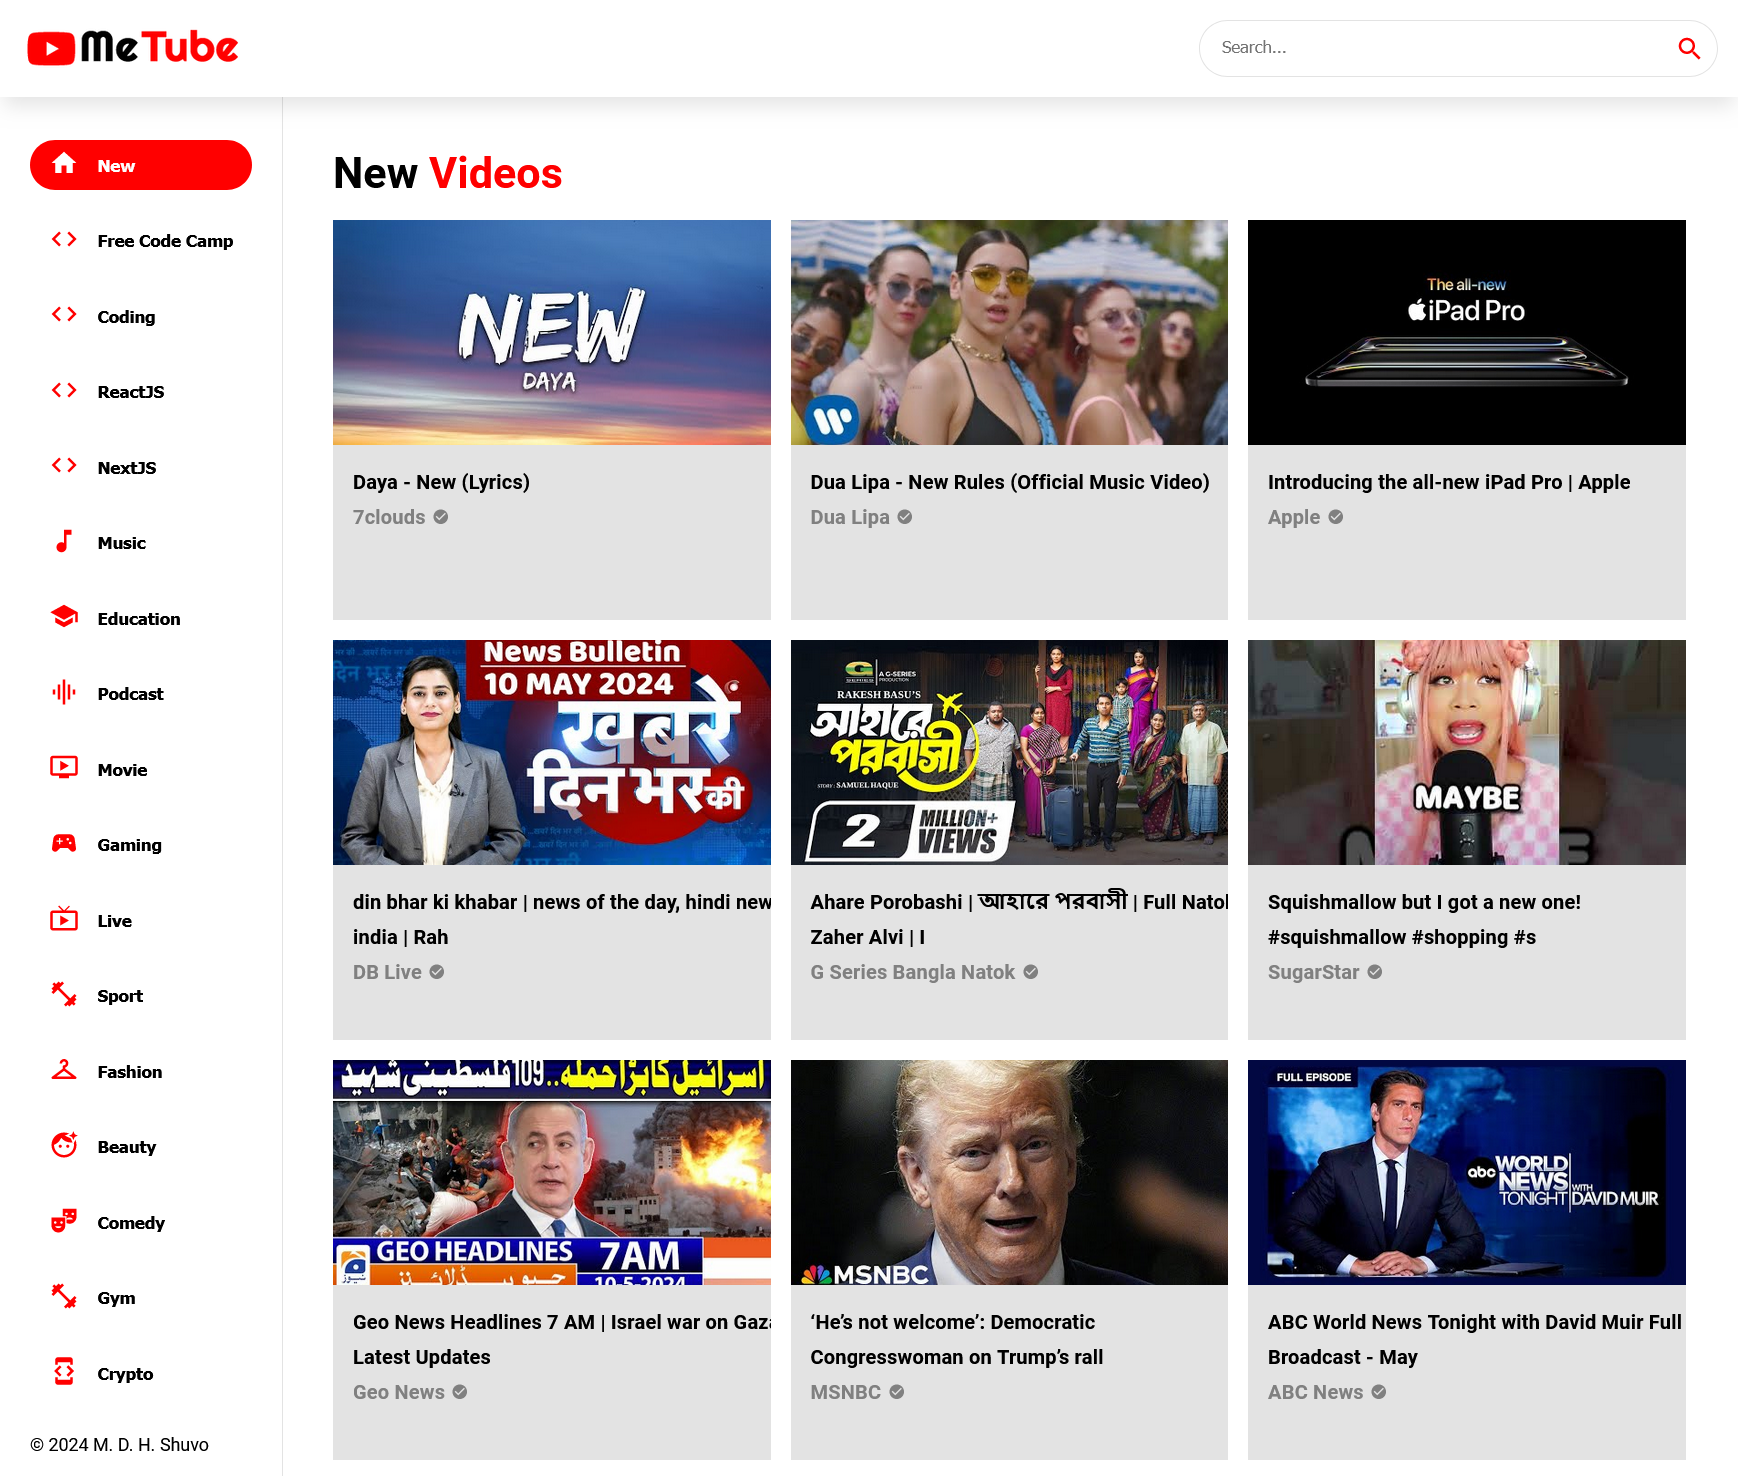 MeTube
Search...
New
Free Code Camp
Coding
ReactJS
NextJS
Music
Education
Podcast
Movie
Gaming
Live
Sport
Fashion
Beauty
Comedy
Gym
Crypto
© 2024 M. D. H. Shuvo
New Videos
NEW
DAYA
Daya - New (Lyrics)
7clouds
Dua Lipa - New Rules (Official Music Video)
Dua Lipa
The all-new
iPad Pro
Introducing the all-new iPad Pro | Apple
Apple
News Bulletin
10 MAY 2024
खबरें
दिन भर की
din bhar ki khabar | news of the day, hindi new
india | Rah
DB Live
A G-SERIES
PRODUCTION
RAKESH BASU'S
আহারে
পরবাসী
STORY : SAMUEL HAQUE
2 MILLION+
VIEWS
Ahare Porobashi | আহারে পরবাসী | Full Natok
Zaher Alvi | I
G Series Bangla Natok
MAYBE
Squishmallow but I got a new one!
#squishmallow #shopping #s
SugarStar
اسرائیل کا بڑا حملہ..109 فلسطینی شہید
GEO HEADLINES 7AM
جیو ہیڈ لائنز 10-5-2024
Geo News Headlines 7 AM | Israel war on Gaza
Latest Updates
Geo News
MSNBC
‘He’s not welcome’: Democratic
Congresswoman on Trump’s rall
MSNBC
FULL EPISODE
abc WORLD
NEWS
TONIGHT WITH DAVID MUIR
ABC World News Tonight with David Muir Full
Broadcast - May
ABC News